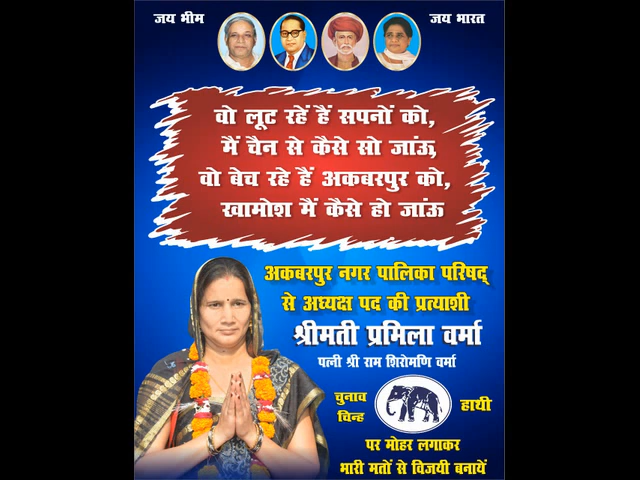 जय भीम
जय भारत
वो लूट रहें हैं सपनों को,
मैं चैन से कैसे सो जांऊ,
वो बेच रहे हैं अकबरपुर को,
खामोश मैं कैसे हो जांऊ
अकबरपुर नगर पालिका परिषद्
से अध्यक्ष पद की प्रत्याशी
श्रीमती प्रमिला वर्मा
पत्नी श्री राम शिरोमणि वर्मा
चुनाव चिन्ह
हाथी
पर मोहर लगाकर
भारी मतों से विजयी बनायें